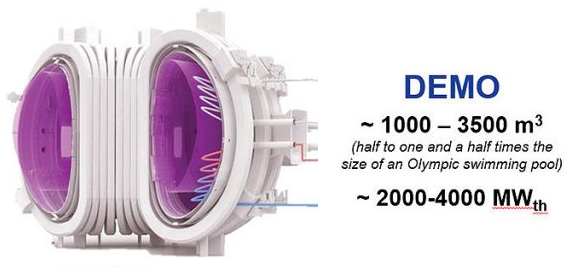 DEMO
~ 1000 – 3500 m³
(half to one and a half times the
size of an Olympic swimming pool)
~ 2000-4000 MWth